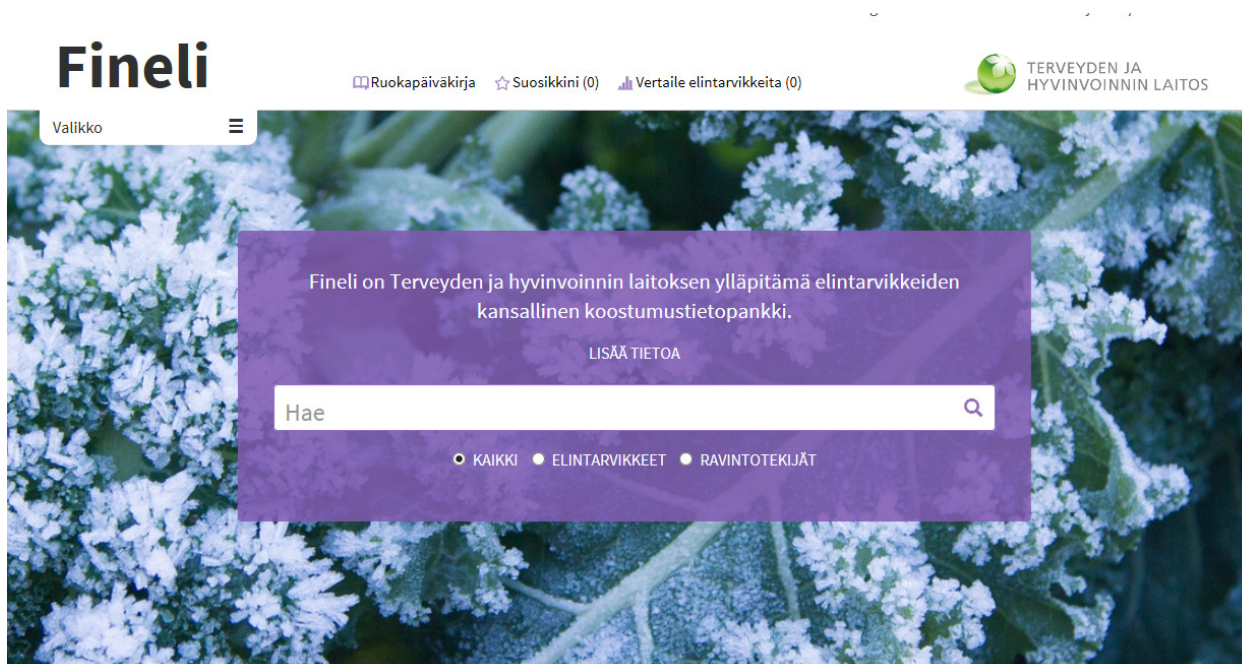 Fineli
Ruokapäiväkirja Suosikkini (0) Vertaile elintarvikkeita (0)
TERVEYDEN JA
HYVINVOINNIN LAITOS
Valikko
Fineli on Terveyden ja hyvinvoinnin laitoksen ylläpitämä elintarvikkeiden
kansallinen koostumustietopankki.
LISÄÄ TIETOA
Hae
KAIKKI ELINTARVIKKEET RAVINTOTEKIJÄT